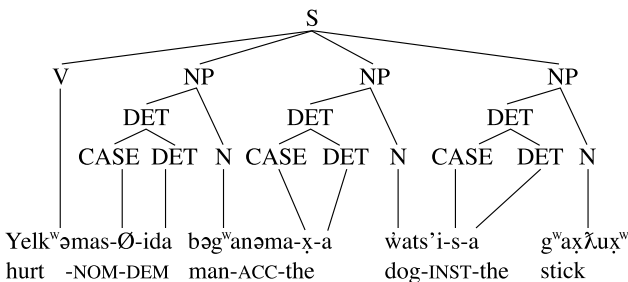 S
V NP NP NP
DET DET DET
CASE DET N CASE DET N CASE DET N
Yelkʷəmas-Ø-ida bəgʷanəma-x̣-a w̓ats'i-s-a gʷax̣ƛux̣ʷ
hurt -NOM-DEM man-ACC-the dog-INST-the stick